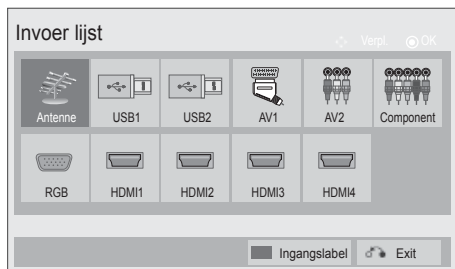 Invoer lijst
Verpl. OK
Antenne USB1 USB2 AV1 AV2 Component
RGB HDMI1 HDMI2 HDMI3 HDMI4
Ingangslabel Exit